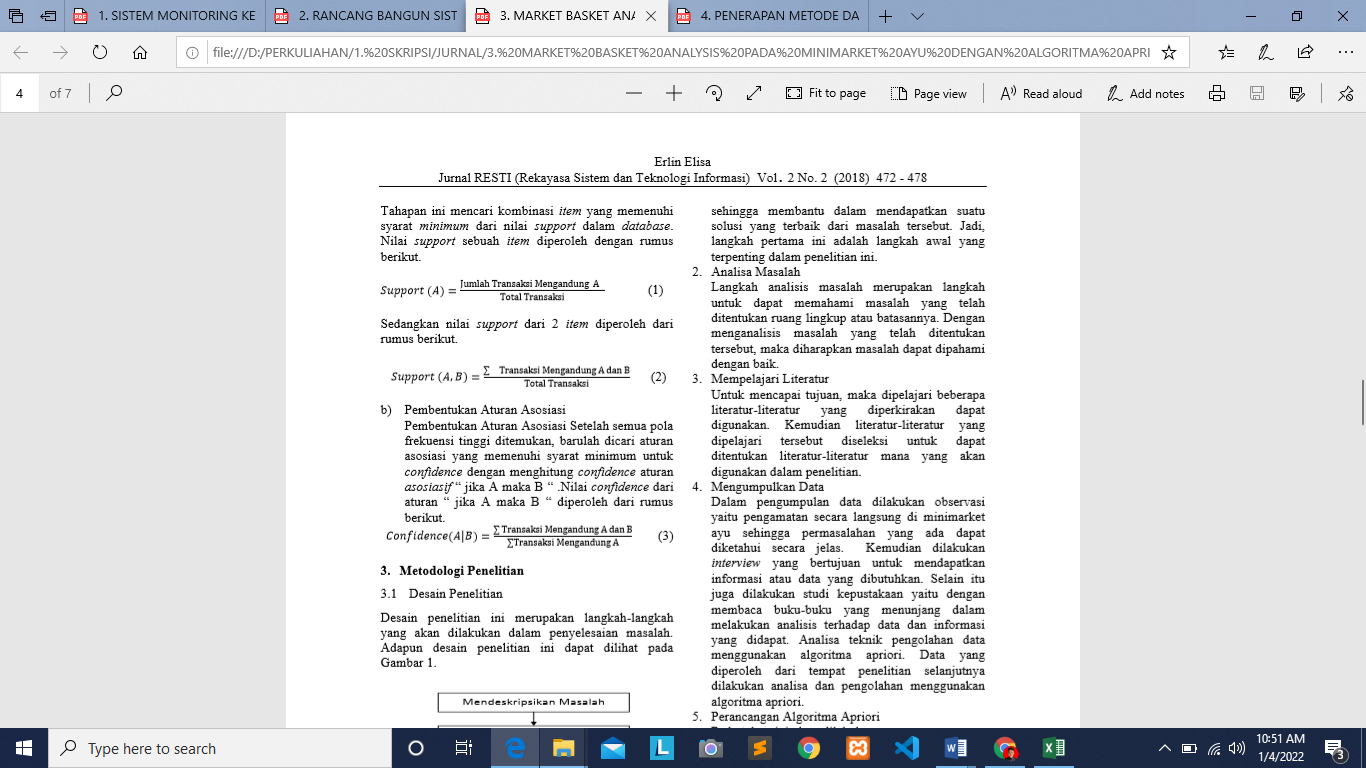 1. SISTEM MONITORING KE
2. RANCANG BANGUN SIST
3. MARKET BASKET ANA
4. PENERAPAN METODE DA
file:///D:/PERKULIAHAN/1.%20SKRIPSI/JURNAL/3.%20MARKET%20BASKET%20ANALYSIS%20PADA%20MINIMARKET%20AYU%20DENGAN%20ALGORITMA%20APRI
4 of 7
Fit to page
Page view
Read aloud
Add notes
Erlin Elisa
Jurnal RESTI (Rekayasa Sistem dan Teknologi Informasi) Vol. 2 No. 2 (2018) 472 - 478
Tahapan ini mencari kombinasi item yang memenuhi
syarat minimum dari nilai support dalam database.
Nilai support sebuah item diperoleh dengan rumus
berikut.
Support (A) = Jumlah Transaksi Mengandung A / Total Transaksi (1)
Sedangkan nilai support dari 2 item diperoleh dari
rumus berikut.
Support (A, B) = ∑ Transaksi Mengandung A dan B / Total Transaksi (2)
b) Pembentukan Aturan Asosiasi
Pembentukan Aturan Asosiasi Setelah semua pola
frekuensi tinggi ditemukan, barulah dicari aturan
asosiasi yang memenuhi syarat minimum untuk
confidence dengan menghitung confidence aturan
asosiasif “ jika A maka B “ .Nilai confidence dari
aturan “ jika A maka B “ diperoleh dari rumus
berikut.
Confidence(A|B) = ∑ Transaksi Mengandung A dan B / ∑Transaksi Mengandung A (3)
3. Metodologi Penelitian
3.1 Desain Penelitian
Desain penelitian ini merupakan langkah-langkah
yang akan dilakukan dalam penyelesaian masalah.
Adapun desain penelitian ini dapat dilihat pada
Gambar 1.
Mendeskripsikan Masalah
sehingga membantu dalam mendapatkan suatu
solusi yang terbaik dari masalah tersebut. Jadi,
langkah pertama ini adalah langkah awal yang
terpenting dalam penelitian ini.
2. Analisa Masalah
Langkah analisis masalah merupakan langkah
untuk dapat memahami masalah yang telah
ditentukan ruang lingkup atau batasannya. Dengan
menganalisis masalah yang telah ditentukan
tersebut, maka diharapkan masalah dapat dipahami
dengan baik.
3. Mempelajari Literatur
Untuk mencapai tujuan, maka dipelajari beberapa
literatur-literatur yang diperkirakan dapat
digunakan. Kemudian literatur-literatur yang
dipelajari tersebut diseleksi untuk dapat
ditentukan literatur-literatur mana yang akan
digunakan dalam penelitian.
4. Mengumpulkan Data
Dalam pengumpulan data dilakukan observasi
yaitu pengamatan secara langsung di minimarket
ayu sehingga permasalahan yang ada dapat
diketahui secara jelas. Kemudian dilakukan
interview yang bertujuan untuk mendapatkan
informasi atau data yang dibutuhkan. Selain itu
juga dilakukan studi kepustakaan yaitu dengan
membaca buku-buku yang menunjang dalam
melakukan analisis terhadap data dan informasi
yang didapat. Analisa teknik pengolahan data
menggunakan algoritma apriori. Data yang
diperoleh dari tempat penelitian selanjutnya
dilakukan analisa dan pengolahan menggunakan
algoritma apriori.
5. Perancangan Algoritma Apriori
Type here to search
10:51 AM
1/4/2022
3